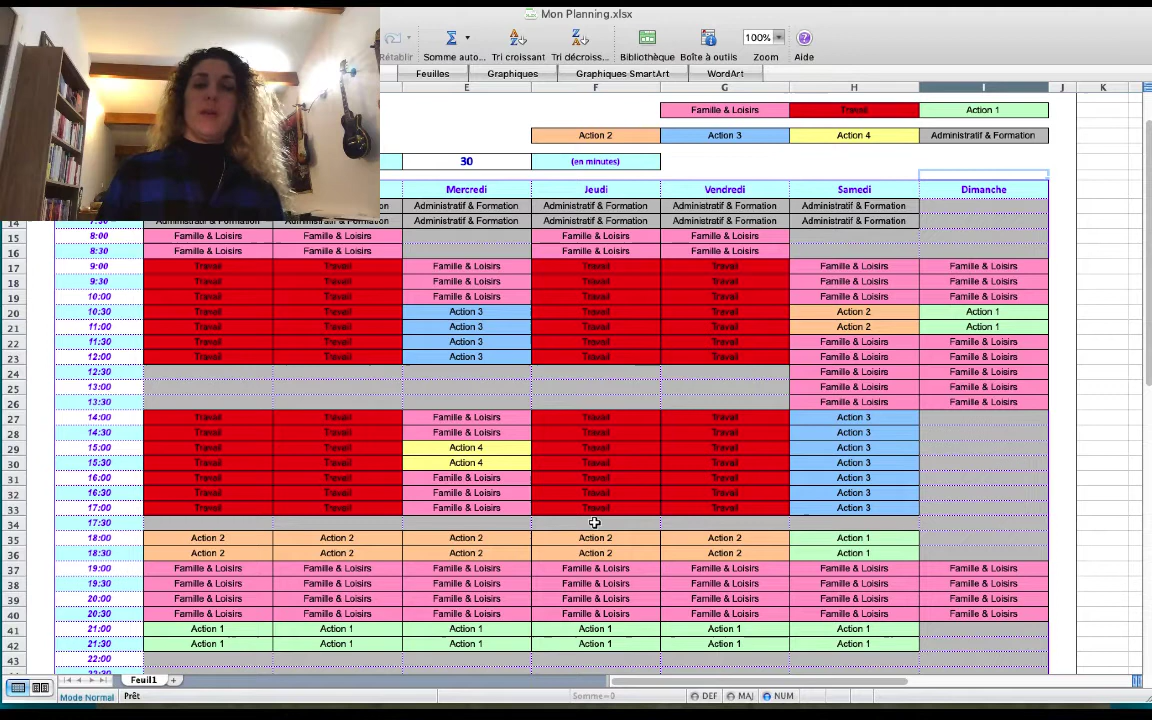 Mon Planning.xlsx
100%
Rétablir Somme auto... Tri croissant Tri décroiss... Bibliothèque Boîte à outils Zoom Aide
Feuilles Graphiques Graphiques SmartArt WordArt
E F G H I J K
Famille & Loisirs Travail Action 1
Action 2 Action 3 Action 4 Administratif & Formation
30 (en minutes)
Mercredi Jeudi Vendredi Samedi Dimanche
Administratif & Formation Administratif & Formation Administratif & Formation Administratif & Formation
Administratif & Formation Administratif & Formation Administratif & Formation Administratif & Formation Administratif & Formation Administratif & Formation
15 8:00 Famille & Loisirs Famille & Loisirs Famille & Loisirs Famille & Loisirs
16 8:30 Famille & Loisirs Famille & Loisirs Famille & Loisirs Famille & Loisirs
17 9:00 Travail Travail Famille & Loisirs Travail Travail Famille & Loisirs Famille & Loisirs
18 9:30 Travail Travail Famille & Loisirs Travail Travail Famille & Loisirs Famille & Loisirs
19 10:00 Travail Travail Famille & Loisirs Travail Travail Famille & Loisirs Famille & Loisirs
20 10:30 Travail Travail Action 3 Travail Travail Action 2 Action 1
21 11:00 Travail Travail Action 3 Travail Travail Action 2 Action 1
22 11:30 Travail Travail Action 3 Travail Travail Famille & Loisirs Famille & Loisirs
23 12:00 Travail Travail Action 3 Travail Travail Famille & Loisirs Famille & Loisirs
24 12:30 Famille & Loisirs Famille & Loisirs
25 13:00 Famille & Loisirs Famille & Loisirs
26 13:30 Famille & Loisirs Famille & Loisirs
27 14:00 Travail Travail Famille & Loisirs Travail Travail Action 3
28 14:30 Travail Travail Famille & Loisirs Travail Travail Action 3
29 15:00 Travail Travail Action 4 Travail Travail Action 3
30 15:30 Travail Travail Action 4 Travail Travail Action 3
31 16:00 Travail Travail Famille & Loisirs Travail Travail Action 3
32 16:30 Travail Travail Famille & Loisirs Travail Travail Action 3
33 17:00 Travail Travail Famille & Loisirs Travail Travail Action 3
34 17:30
35 18:00 Action 2 Action 2 Action 2 Action 2 Action 2 Action 1
36 18:30 Action 2 Action 2 Action 2 Action 2 Action 2 Action 1
37 19:00 Famille & Loisirs Famille & Loisirs Famille & Loisirs Famille & Loisirs Famille & Loisirs Famille & Loisirs Famille & Loisirs
38 19:30 Famille & Loisirs Famille & Loisirs Famille & Loisirs Famille & Loisirs Famille & Loisirs Famille & Loisirs Famille & Loisirs
39 20:00 Famille & Loisirs Famille & Loisirs Famille & Loisirs Famille & Loisirs Famille & Loisirs Famille & Loisirs Famille & Loisirs
40 20:30 Famille & Loisirs Famille & Loisirs Famille & Loisirs Famille & Loisirs Famille & Loisirs Famille & Loisirs Famille & Loisirs
41 21:00 Action 1 Action 1 Action 1 Action 1 Action 1 Action 1
42 21:30 Action 1 Action 1 Action 1 Action 1 Action 1 Action 1
43 22:00
Feuil1
Mode Normal Prêt Somme=0 DEF MAJ NUM